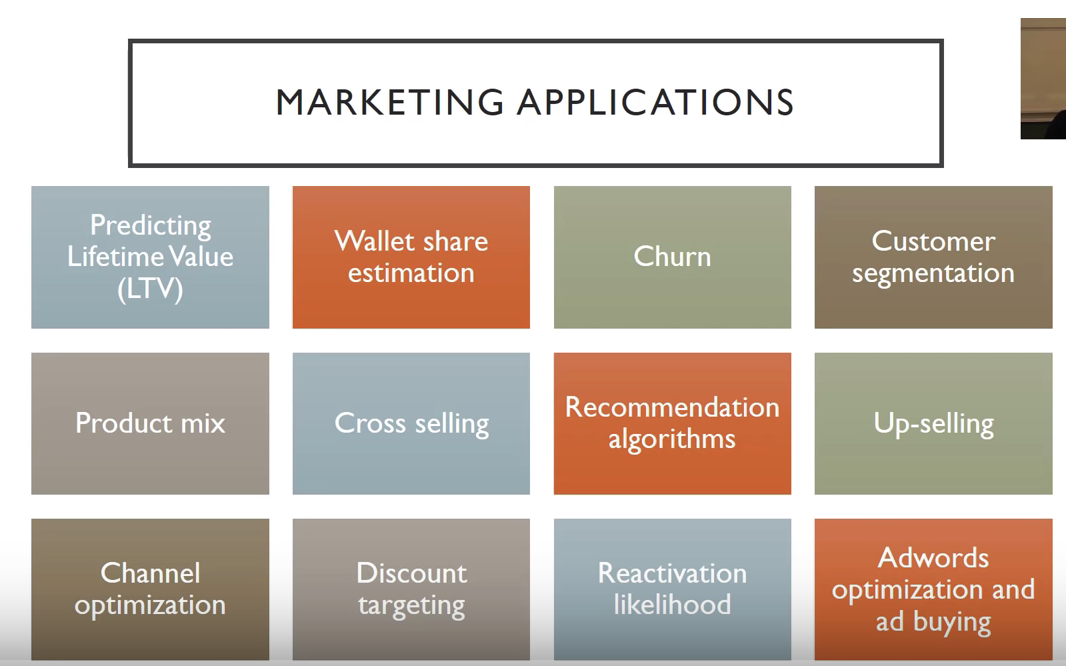 MARKETING APPLICATIONS
Predicting
Lifetime Value
(LTV)
Wallet share
estimation
Churn
Customer
segmentation
Product mix
Cross selling
Recommendation
algorithms
Up-selling
Channel
optimization
Discount
targeting
Reactivation
likelihood
Adwords
optimization and
ad buying